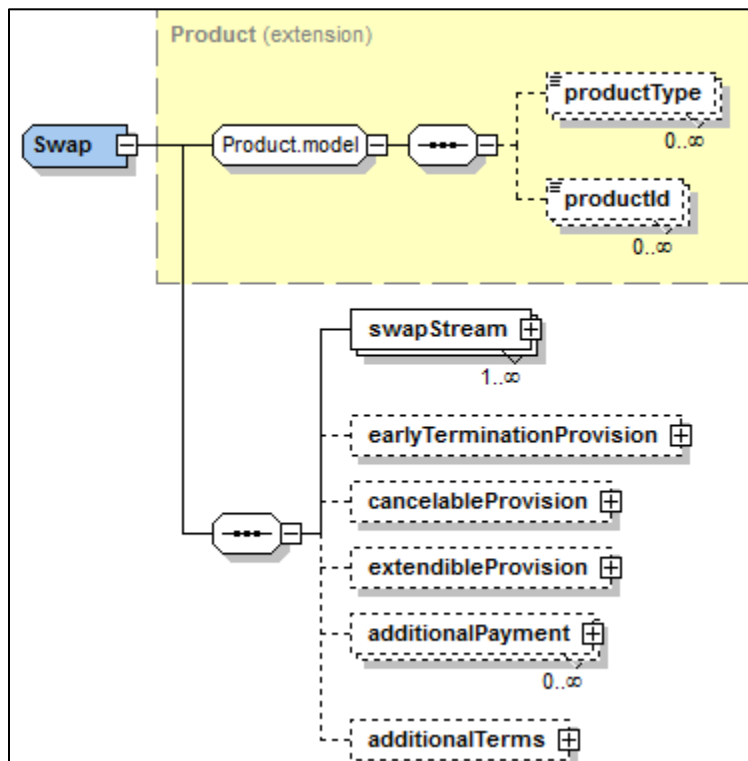 Product (extension)
productType
0..∞
Swap
Product.model
productId
0..∞
swapStream
1..∞
earlyTerminationProvision
cancelableProvision
extendibleProvision
additionalPayment
0..∞
additionalTerms